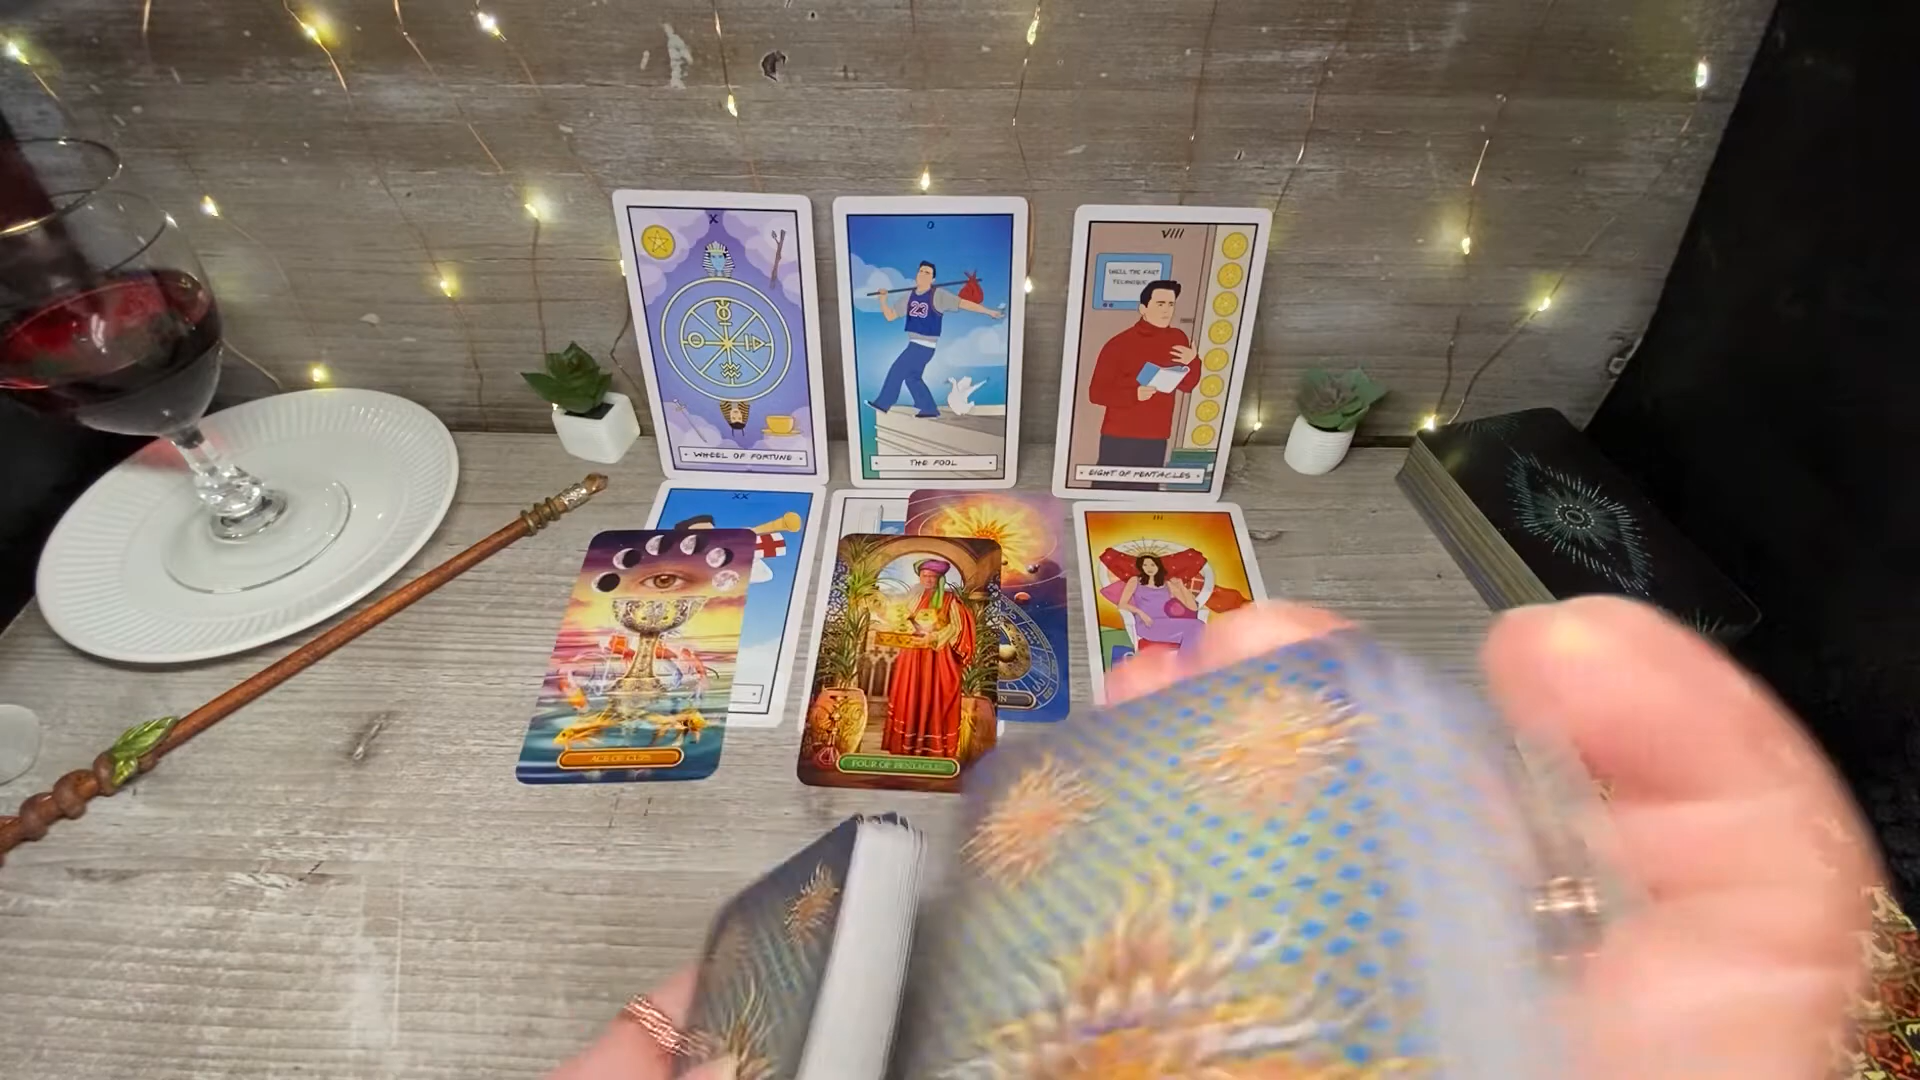 X
WHEEL OF FORTUNE
0
23
THE FOOL
VIII
SMELL THE FART
TECHNIQUE
EIGHT OF PENTACLES
XX
III
ACE OF CUPS
FOUR OF PENTACLES